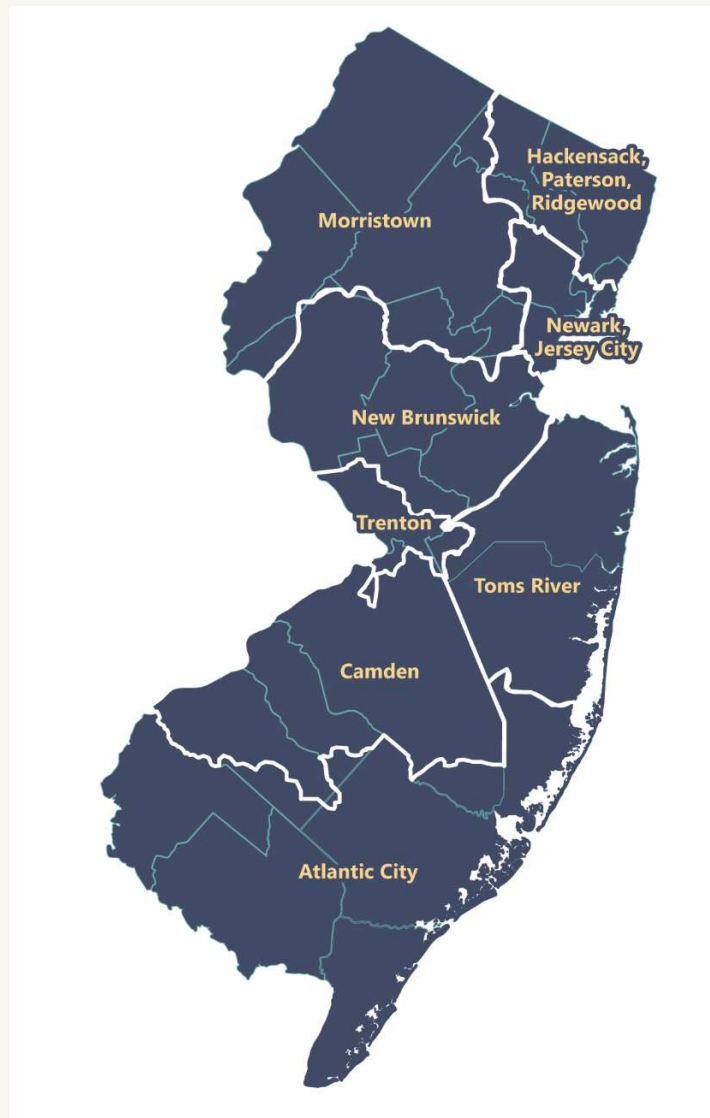 Hackensack,
Paterson,
Ridgewood
Morristown
Newark,
Jersey City
New Brunswick
Trenton
Toms River
Camden
Atlantic City